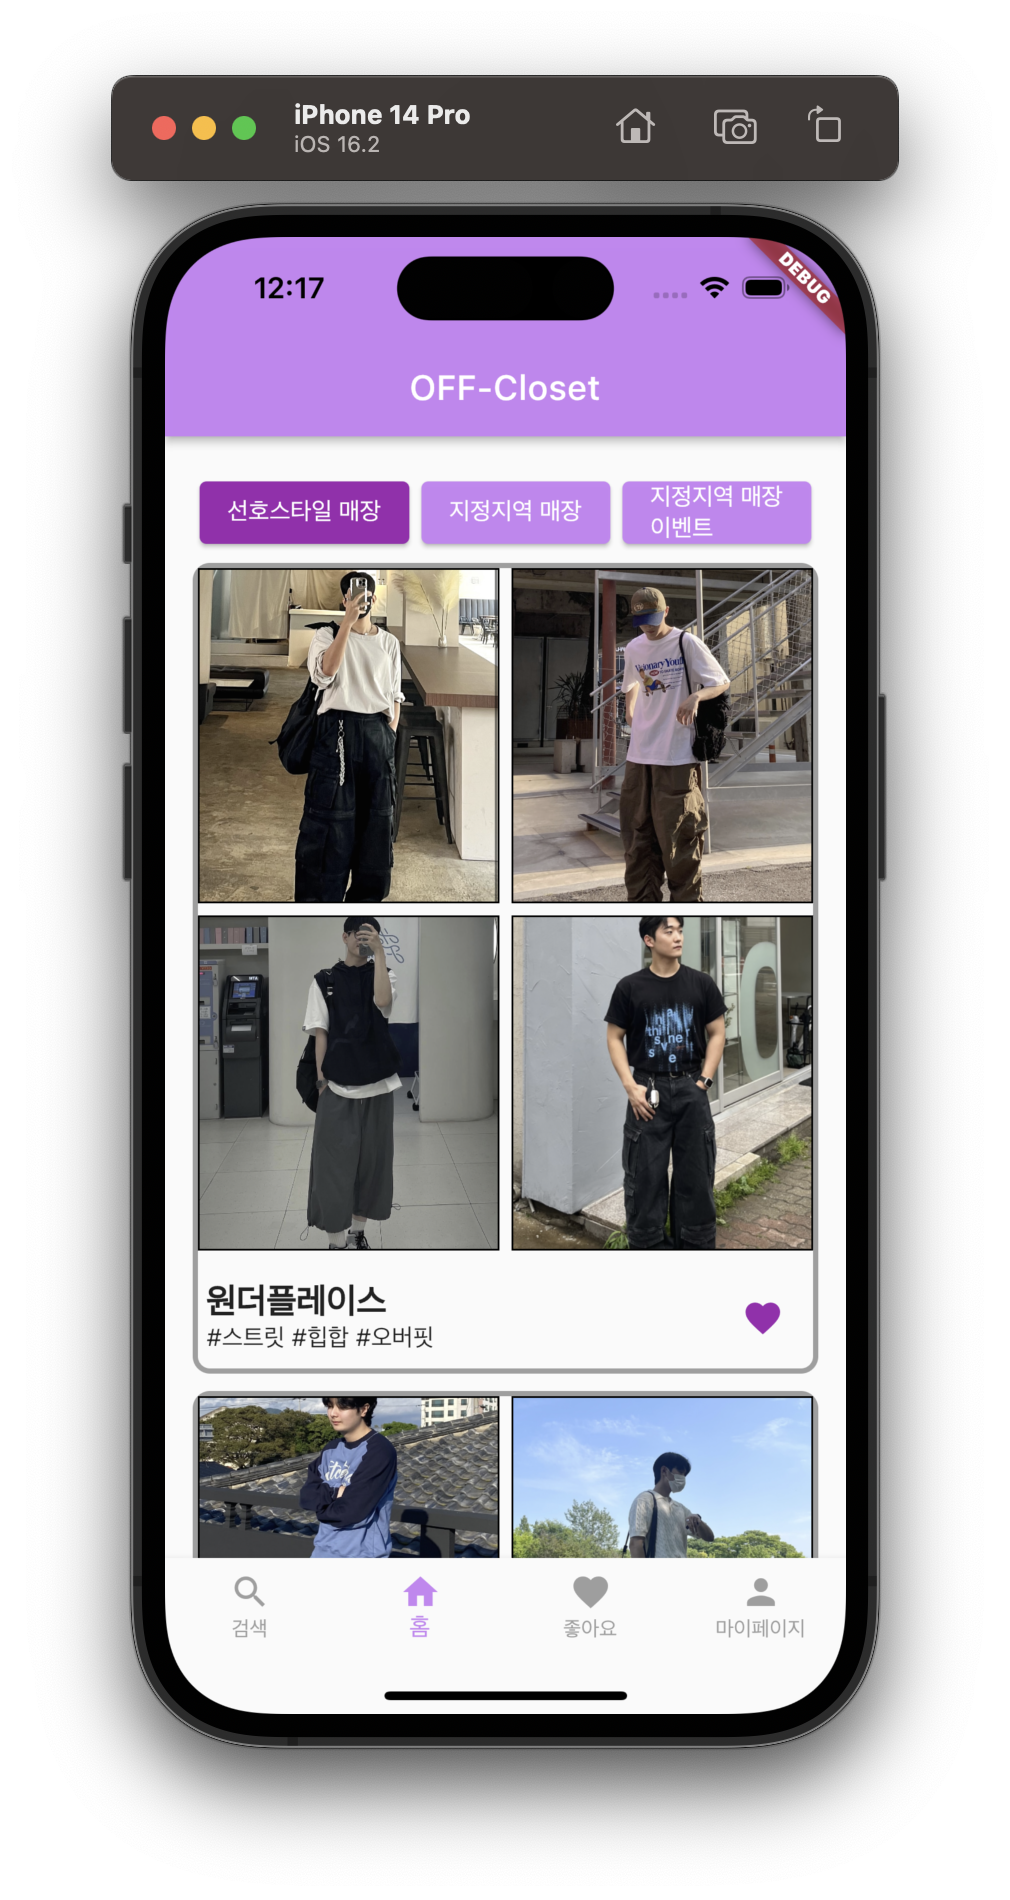 iPhone 14 Pro
iOS 16.2
12:17
DEBUG
OFF-Closet
선호스타일 매장
지정지역 매장
지정지역 매장
이벤트
Visionary Youth
원더플레이스
#스트릿 #힙합 #오버핏
검색
홈
좋아요
마이페이지